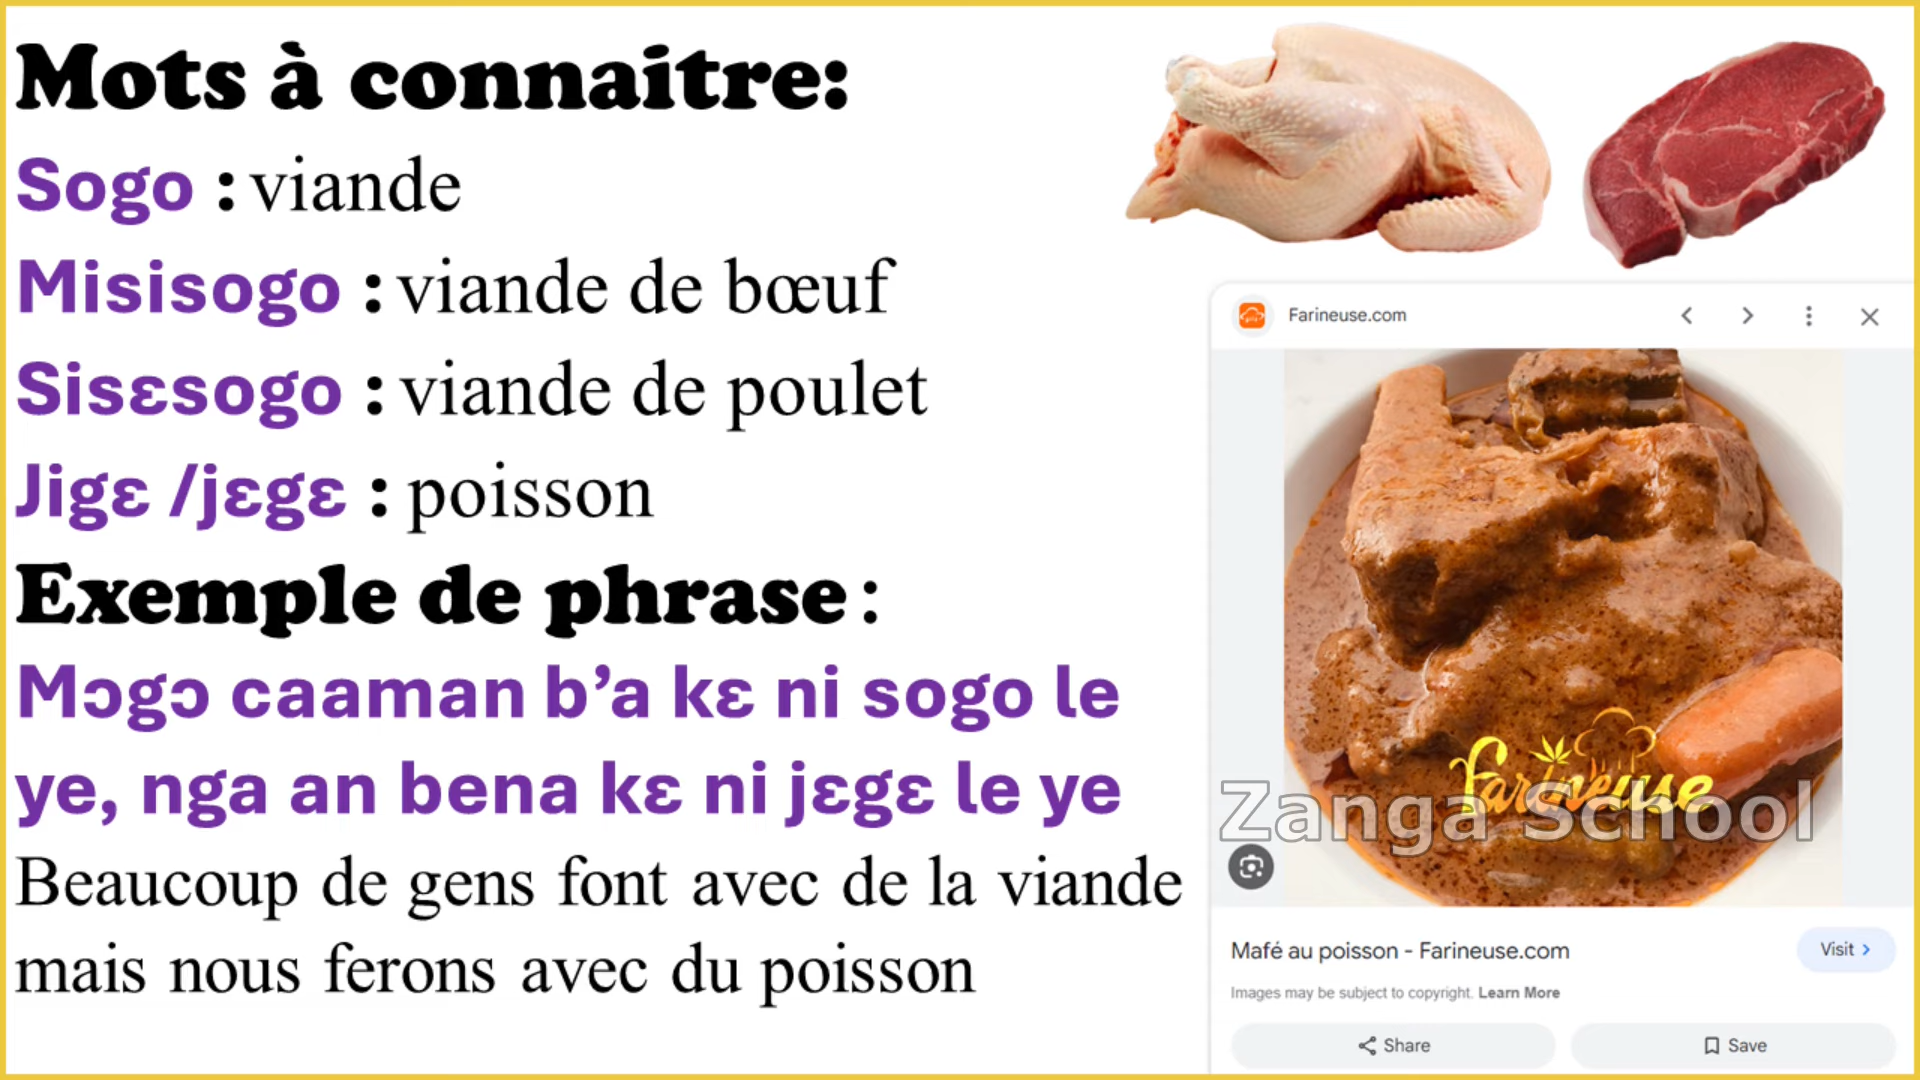 Mots à connaitre:
Sogo : viande
Misisogo : viande de bœuf
Sisɛsogo : viande de poulet
Jigɛ /jɛgɛ : poisson
Exemple de phrase :
Mɔgɔ caaman b’a kɛ ni sogo le
ye, nga an bena kɛ ni jɛgɛ le ye
Beaucoup de gens font avec de la viande
mais nous ferons avec du poisson
Farineuse.com
Farineuse
Zanga School
Mafé au poisson - Farineuse.com
Visit
Images may be subject to copyright. Learn More
Share
Save